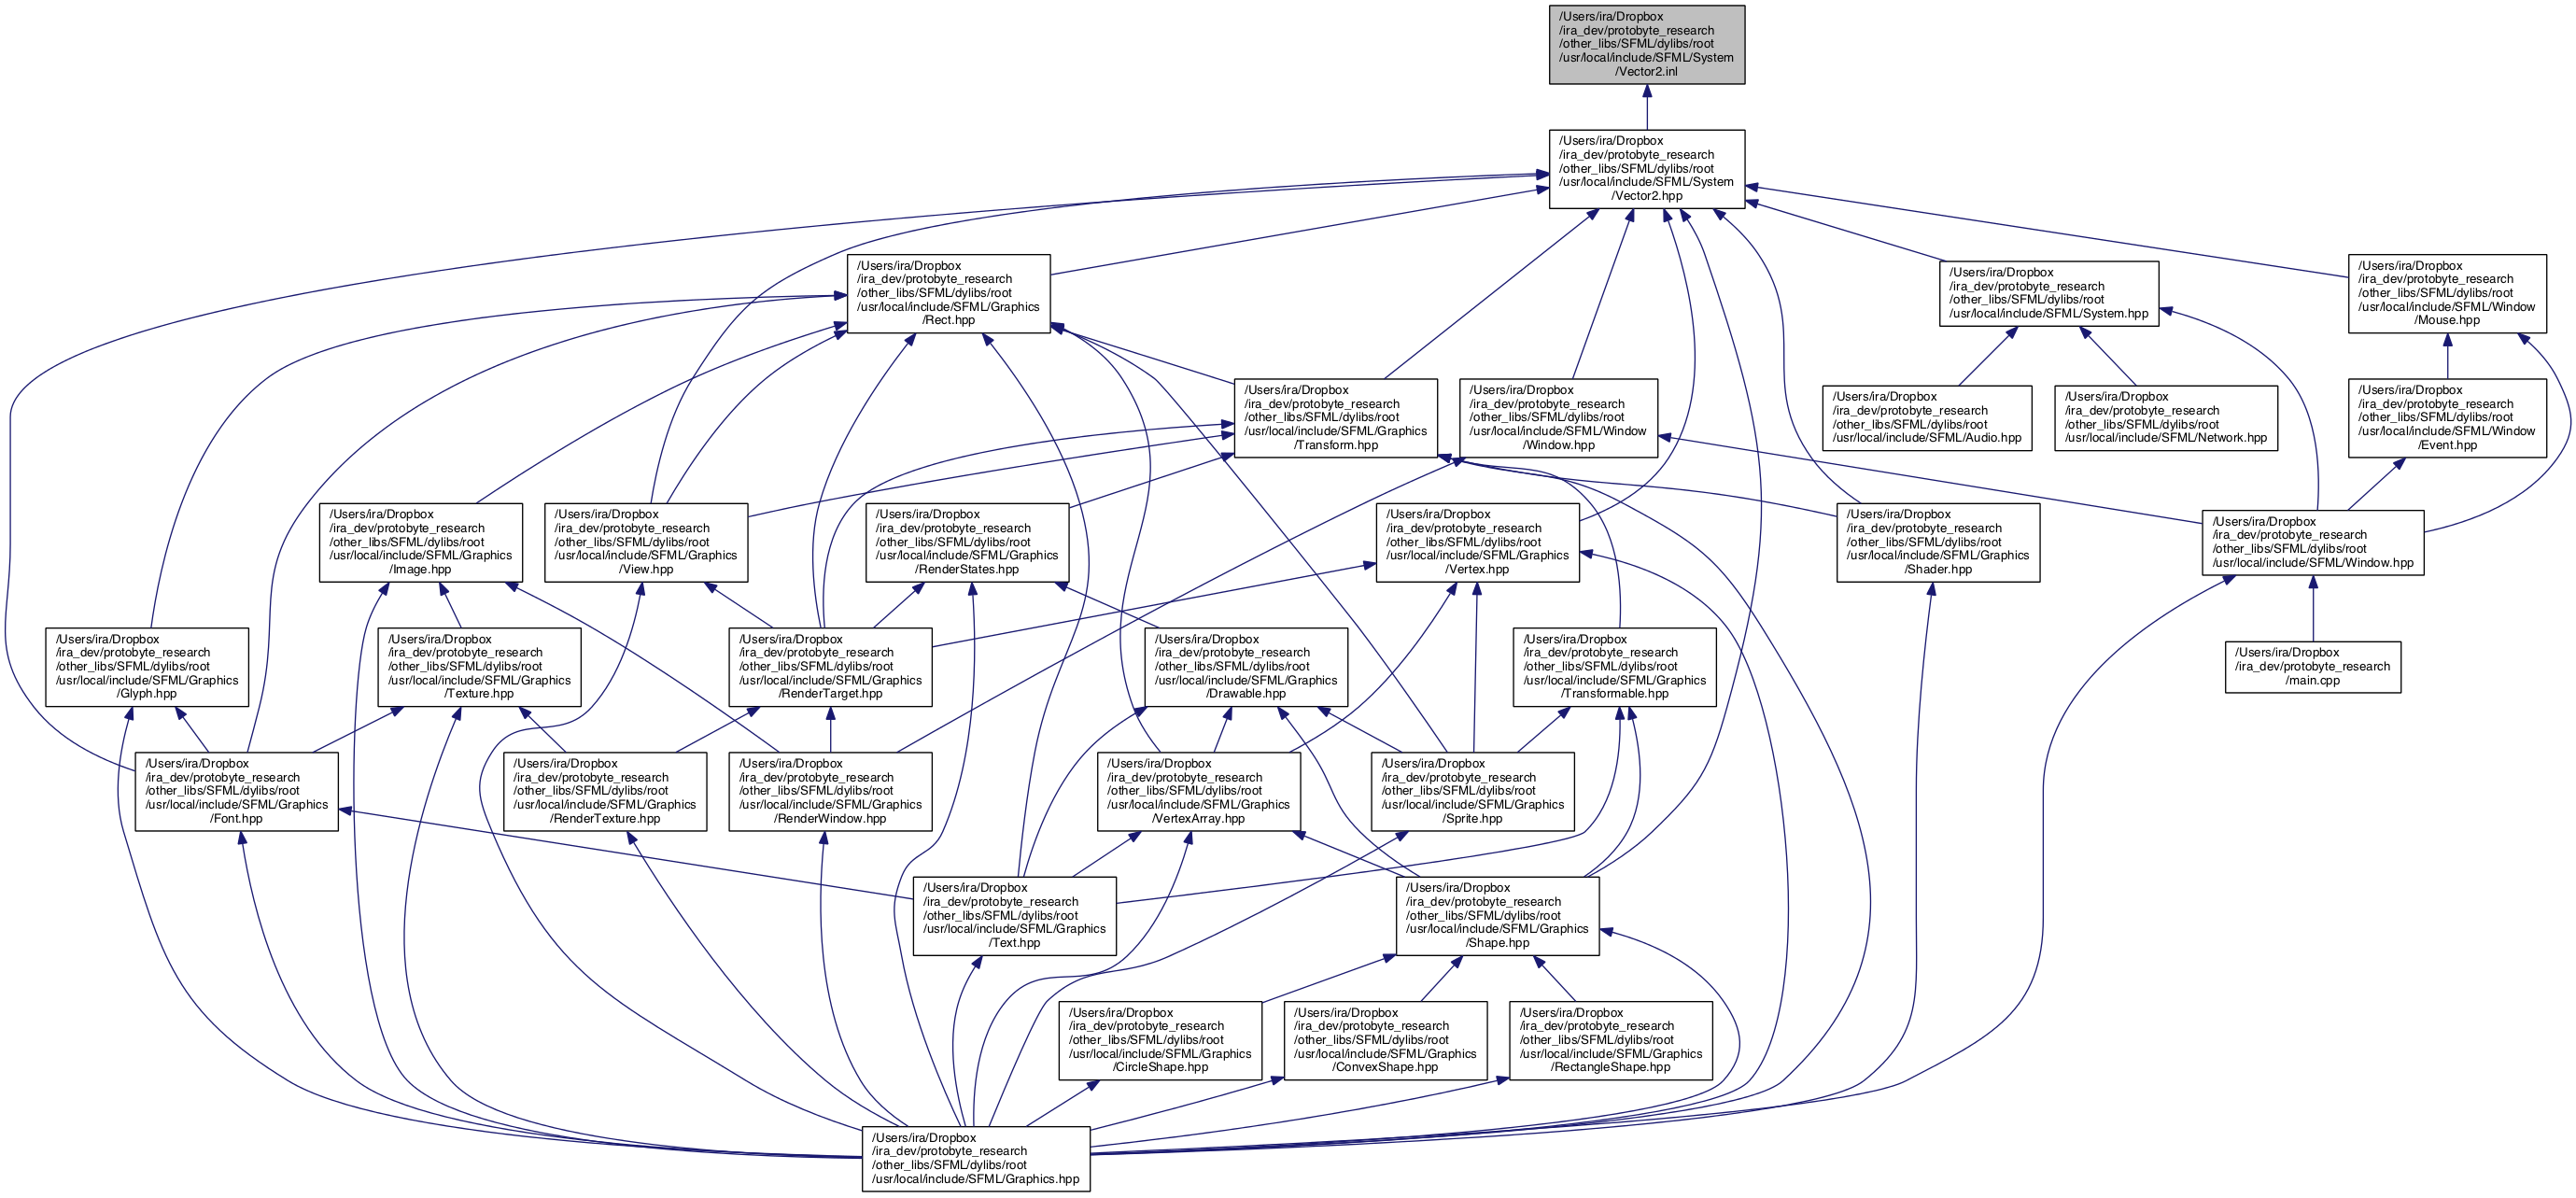 /Users/ira/Dropbox
/ira_dev/protobyte_research
/other_libs/SFML/dylibs/root
/usr/local/include/SFML/System
/Vector2.inl
/Users/ira/Dropbox
/ira_dev/protobyte_research
/other_libs/SFML/dylibs/root
/usr/local/include/SFML/System
/Vector2.hpp
/Users/ira/Dropbox
/ira_dev/protobyte_research
/other_libs/SFML/dylibs/root
/usr/local/include/SFML/Graphics
/Rect.hpp
/Users/ira/Dropbox
/ira_dev/protobyte_research
/other_libs/SFML/dylibs/root
/usr/local/include/SFML/System.hpp
/Users/ira/Dropbox
/ira_dev/protobyte_research
/other_libs/SFML/dylibs/root
/usr/local/include/SFML/Window
/Mouse.hpp
/Users/ira/Dropbox
/ira_dev/protobyte_research
/other_libs/SFML/dylibs/root
/usr/local/include/SFML/Graphics
/Transform.hpp
/Users/ira/Dropbox
/ira_dev/protobyte_research
/other_libs/SFML/dylibs/root
/usr/local/include/SFML/Window
/Window.hpp
/Users/ira/Dropbox
/ira_dev/protobyte_research
/other_libs/SFML/dylibs/root
/usr/local/include/SFML/Audio.hpp
/Users/ira/Dropbox
/ira_dev/protobyte_research
/other_libs/SFML/dylibs/root
/usr/local/include/SFML/Network.hpp
/Users/ira/Dropbox
/ira_dev/protobyte_research
/other_libs/SFML/dylibs/root
/usr/local/include/SFML/Window
/Event.hpp
/Users/ira/Dropbox
/ira_dev/protobyte_research
/other_libs/SFML/dylibs/root
/usr/local/include/SFML/Graphics
/Image.hpp
/Users/ira/Dropbox
/ira_dev/protobyte_research
/other_libs/SFML/dylibs/root
/usr/local/include/SFML/Graphics
/View.hpp
/Users/ira/Dropbox
/ira_dev/protobyte_research
/other_libs/SFML/dylibs/root
/usr/local/include/SFML/Graphics
/RenderStates.hpp
/Users/ira/Dropbox
/ira_dev/protobyte_research
/other_libs/SFML/dylibs/root
/usr/local/include/SFML/Graphics
/Vertex.hpp
/Users/ira/Dropbox
/ira_dev/protobyte_research
/other_libs/SFML/dylibs/root
/usr/local/include/SFML/Graphics
/Shader.hpp
/Users/ira/Dropbox
/ira_dev/protobyte_research
/other_libs/SFML/dylibs/root
/usr/local/include/SFML/Window.hpp
/Users/ira/Dropbox
/ira_dev/protobyte_research
/other_libs/SFML/dylibs/root
/usr/local/include/SFML/Graphics
/Glyph.hpp
/Users/ira/Dropbox
/ira_dev/protobyte_research
/other_libs/SFML/dylibs/root
/usr/local/include/SFML/Graphics
/Texture.hpp
/Users/ira/Dropbox
/ira_dev/protobyte_research
/other_libs/SFML/dylibs/root
/usr/local/include/SFML/Graphics
/RenderTarget.hpp
/Users/ira/Dropbox
/ira_dev/protobyte_research
/other_libs/SFML/dylibs/root
/usr/local/include/SFML/Graphics
/Drawable.hpp
/Users/ira/Dropbox
/ira_dev/protobyte_research
/other_libs/SFML/dylibs/root
/usr/local/include/SFML/Graphics
/Transformable.hpp
/Users/ira/Dropbox
/ira_dev/protobyte_research
/main.cpp
/Users/ira/Dropbox
/ira_dev/protobyte_research
/other_libs/SFML/dylibs/root
/usr/local/include/SFML/Graphics
/Font.hpp
/Users/ira/Dropbox
/ira_dev/protobyte_research
/other_libs/SFML/dylibs/root
/usr/local/include/SFML/Graphics
/RenderTexture.hpp
/Users/ira/Dropbox
/ira_dev/protobyte_research
/other_libs/SFML/dylibs/root
/usr/local/include/SFML/Graphics
/RenderWindow.hpp
/Users/ira/Dropbox
/ira_dev/protobyte_research
/other_libs/SFML/dylibs/root
/usr/local/include/SFML/Graphics
/VertexArray.hpp
/Users/ira/Dropbox
/ira_dev/protobyte_research
/other_libs/SFML/dylibs/root
/usr/local/include/SFML/Graphics
/Sprite.hpp
/Users/ira/Dropbox
/ira_dev/protobyte_research
/other_libs/SFML/dylibs/root
/usr/local/include/SFML/Graphics
/Text.hpp
/Users/ira/Dropbox
/ira_dev/protobyte_research
/other_libs/SFML/dylibs/root
/usr/local/include/SFML/Graphics
/Shape.hpp
/Users/ira/Dropbox
/ira_dev/protobyte_research
/other_libs/SFML/dylibs/root
/usr/local/include/SFML/Graphics
/CircleShape.hpp
/Users/ira/Dropbox
/ira_dev/protobyte_research
/other_libs/SFML/dylibs/root
/usr/local/include/SFML/Graphics
/ConvexShape.hpp
/Users/ira/Dropbox
/ira_dev/protobyte_research
/other_libs/SFML/dylibs/root
/usr/local/include/SFML/Graphics
/RectangleShape.hpp
/Users/ira/Dropbox
/ira_dev/protobyte_research
/other_libs/SFML/dylibs/root
/usr/local/include/SFML/Graphics.hpp